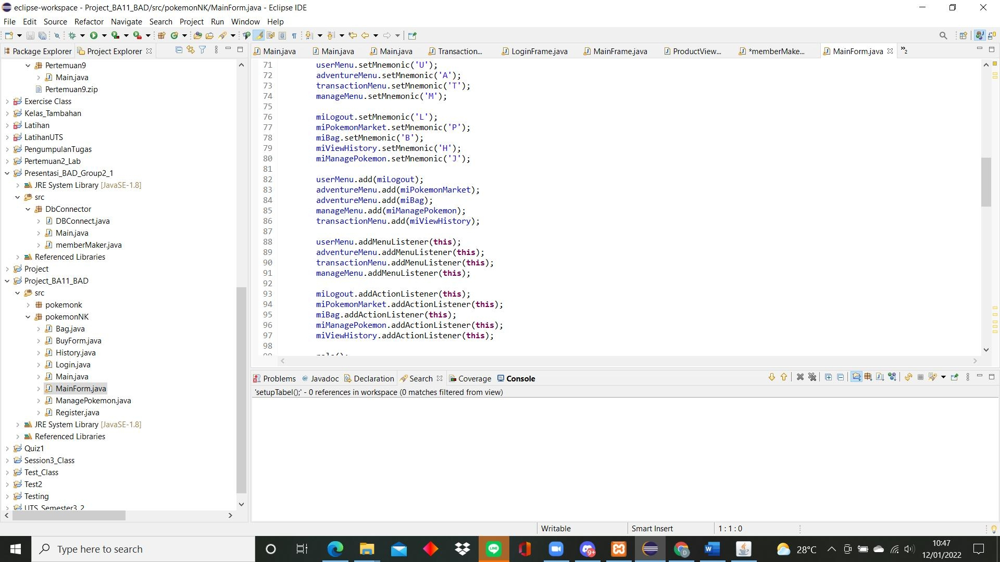 eclipse-workspace - Project_BA11_BAD/src/pokemonNK/MainForm.java - Eclipse IDE
File Edit Source Refactor Navigate Search Project Run Window Help
Package Explorer Project Explorer
Main.java Main.java Main.java Transaction... LoginFrame.java MainFrame.java ProductView... *memberMake... MainForm.java »2
Pertemuan9
Main.java
Pertemuan9.zip
Exercise Class
Kelas_Tambahan
Latihan
LatihanUTS
PengumpulanTugas
Pertemuan2_Lab
Presentasi_BAD_Group2_1
JRE System Library [JavaSE-1.8]
src
DbConnector
DBConnect.java
Main.java
memberMaker.java
Referenced Libraries
Project
Project_BA11_BAD
src
pokemonk
pokemonNK
Bag.java
BuyForm.java
History.java
Login.java
Main.java
MainForm.java
ManagePokemon.java
Register.java
JRE System Library [JavaSE-1.8]
Referenced Libraries
Quiz1
Session3_Class
Test_Class
Test2
Testing
UTS_Semester3_2
71 userMenu.setMnemonic('U');
72 adventureMenu.setMnemonic('A');
73 transactionMenu.setMnemonic('T');
74 manageMenu.setMnemonic('M');
75
76 miLogout.setMnemonic('L');
77 miPokemonMarket.setMnemonic('P');
78 miBag.setMnemonic('B');
79 miViewHistory.setMnemonic('H');
80 miManagePokemon.setMnemonic('J');
81
82 userMenu.add(miLogout);
83 adventureMenu.add(miPokemonMarket);
84 adventureMenu.add(miBag);
85 manageMenu.add(miManagePokemon);
86 transactionMenu.add(miViewHistory);
87
88 userMenu.addMenuListener(this);
89 adventureMenu.addMenuListener(this);
90 transactionMenu.addMenuListener(this);
91 manageMenu.addMenuListener(this);
92
93 miLogout.addActionListener(this);
94 miPokemonMarket.addActionListener(this);
95 miBag.addActionListener(this);
96 miManagePokemon.addActionListener(this);
97 miViewHistory.addActionListener(this);
98
Problems @ Javadoc Declaration Search Coverage Console
'setupTabel();' - 0 references in workspace (0 matches filtered from view)
Writable Smart Insert 1 : 1 : 0
Type here to search
LINE
9+
D
28°C
10:47
12/01/2022